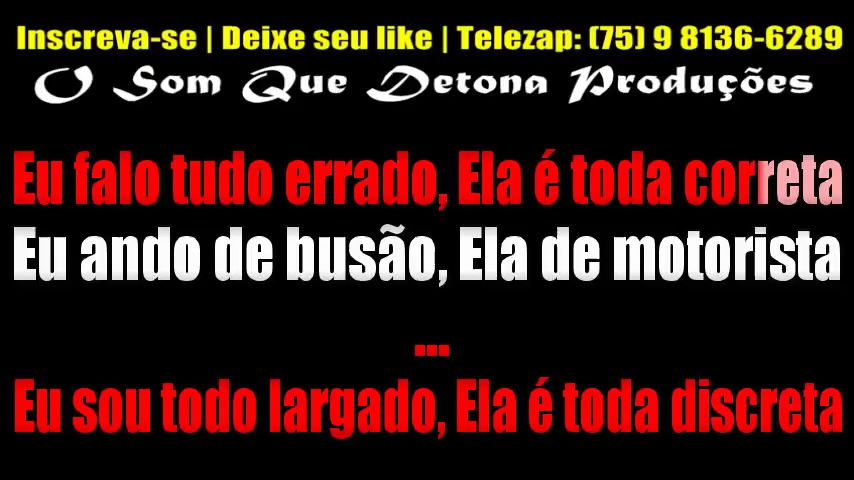 Inscreva-se | Deixe seu like | Telezap: (75) 9 8136-6289
O Som Que Detona Produções
Eu falo tudo errado, Ela é toda correta
Eu ando de busão, Ela de motorista
...
Eu sou todo largado, Ela é toda discreta